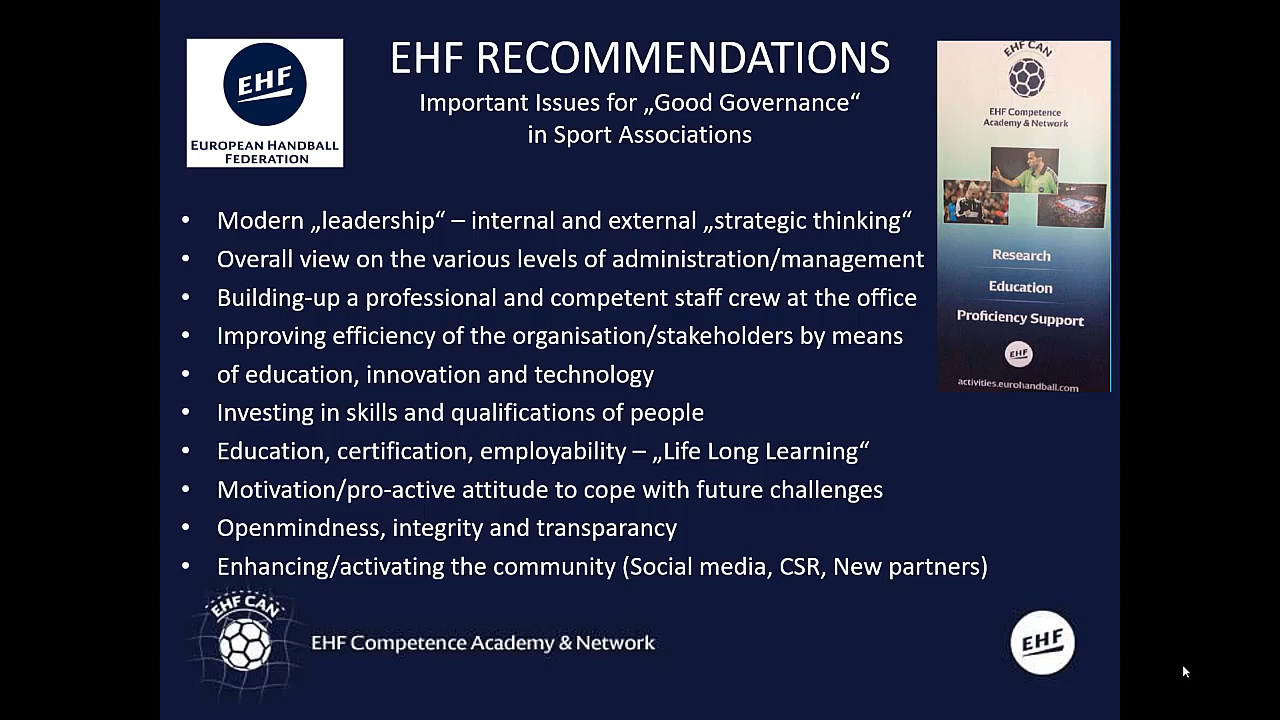 EHF RECOMMENDATIONS
Important Issues for „Good Governance“
in Sport Associations
EHF
EUROPEAN HANDBALL
FEDERATION
EHF CAN
EHF Competence
Academy & Network
Research
Education
Proficiency Support
EHF
activities.eurohandball.com
• Modern „leadership“ – internal and external „strategic thinking“
• Overall view on the various levels of administration/management
• Building-up a professional and competent staff crew at the office
• Improving efficiency of the organisation/stakeholders by means
• of education, innovation and technology
• Investing in skills and qualifications of people
• Education, certification, employability – „Life Long Learning“
• Motivation/pro-active attitude to cope with future challenges
• Openmindness, integrity and transparancy
• Enhancing/activating the community (Social media, CSR, New partners)
EHF CAN
EHF Competence Academy & Network
EHF